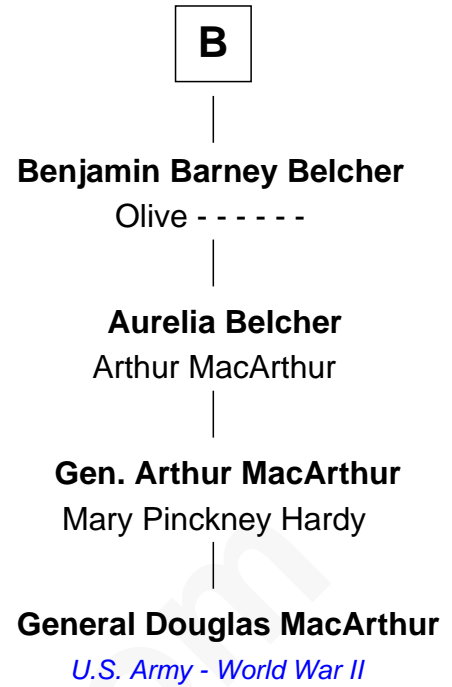 B
Benjamin Barney Belcher
Olive - - - - - -
Aurelia Belcher
Arthur MacArthur
Gen. Arthur MacArthur
Mary Pinckney Hardy
General Douglas MacArthur
U.S. Army - World War II